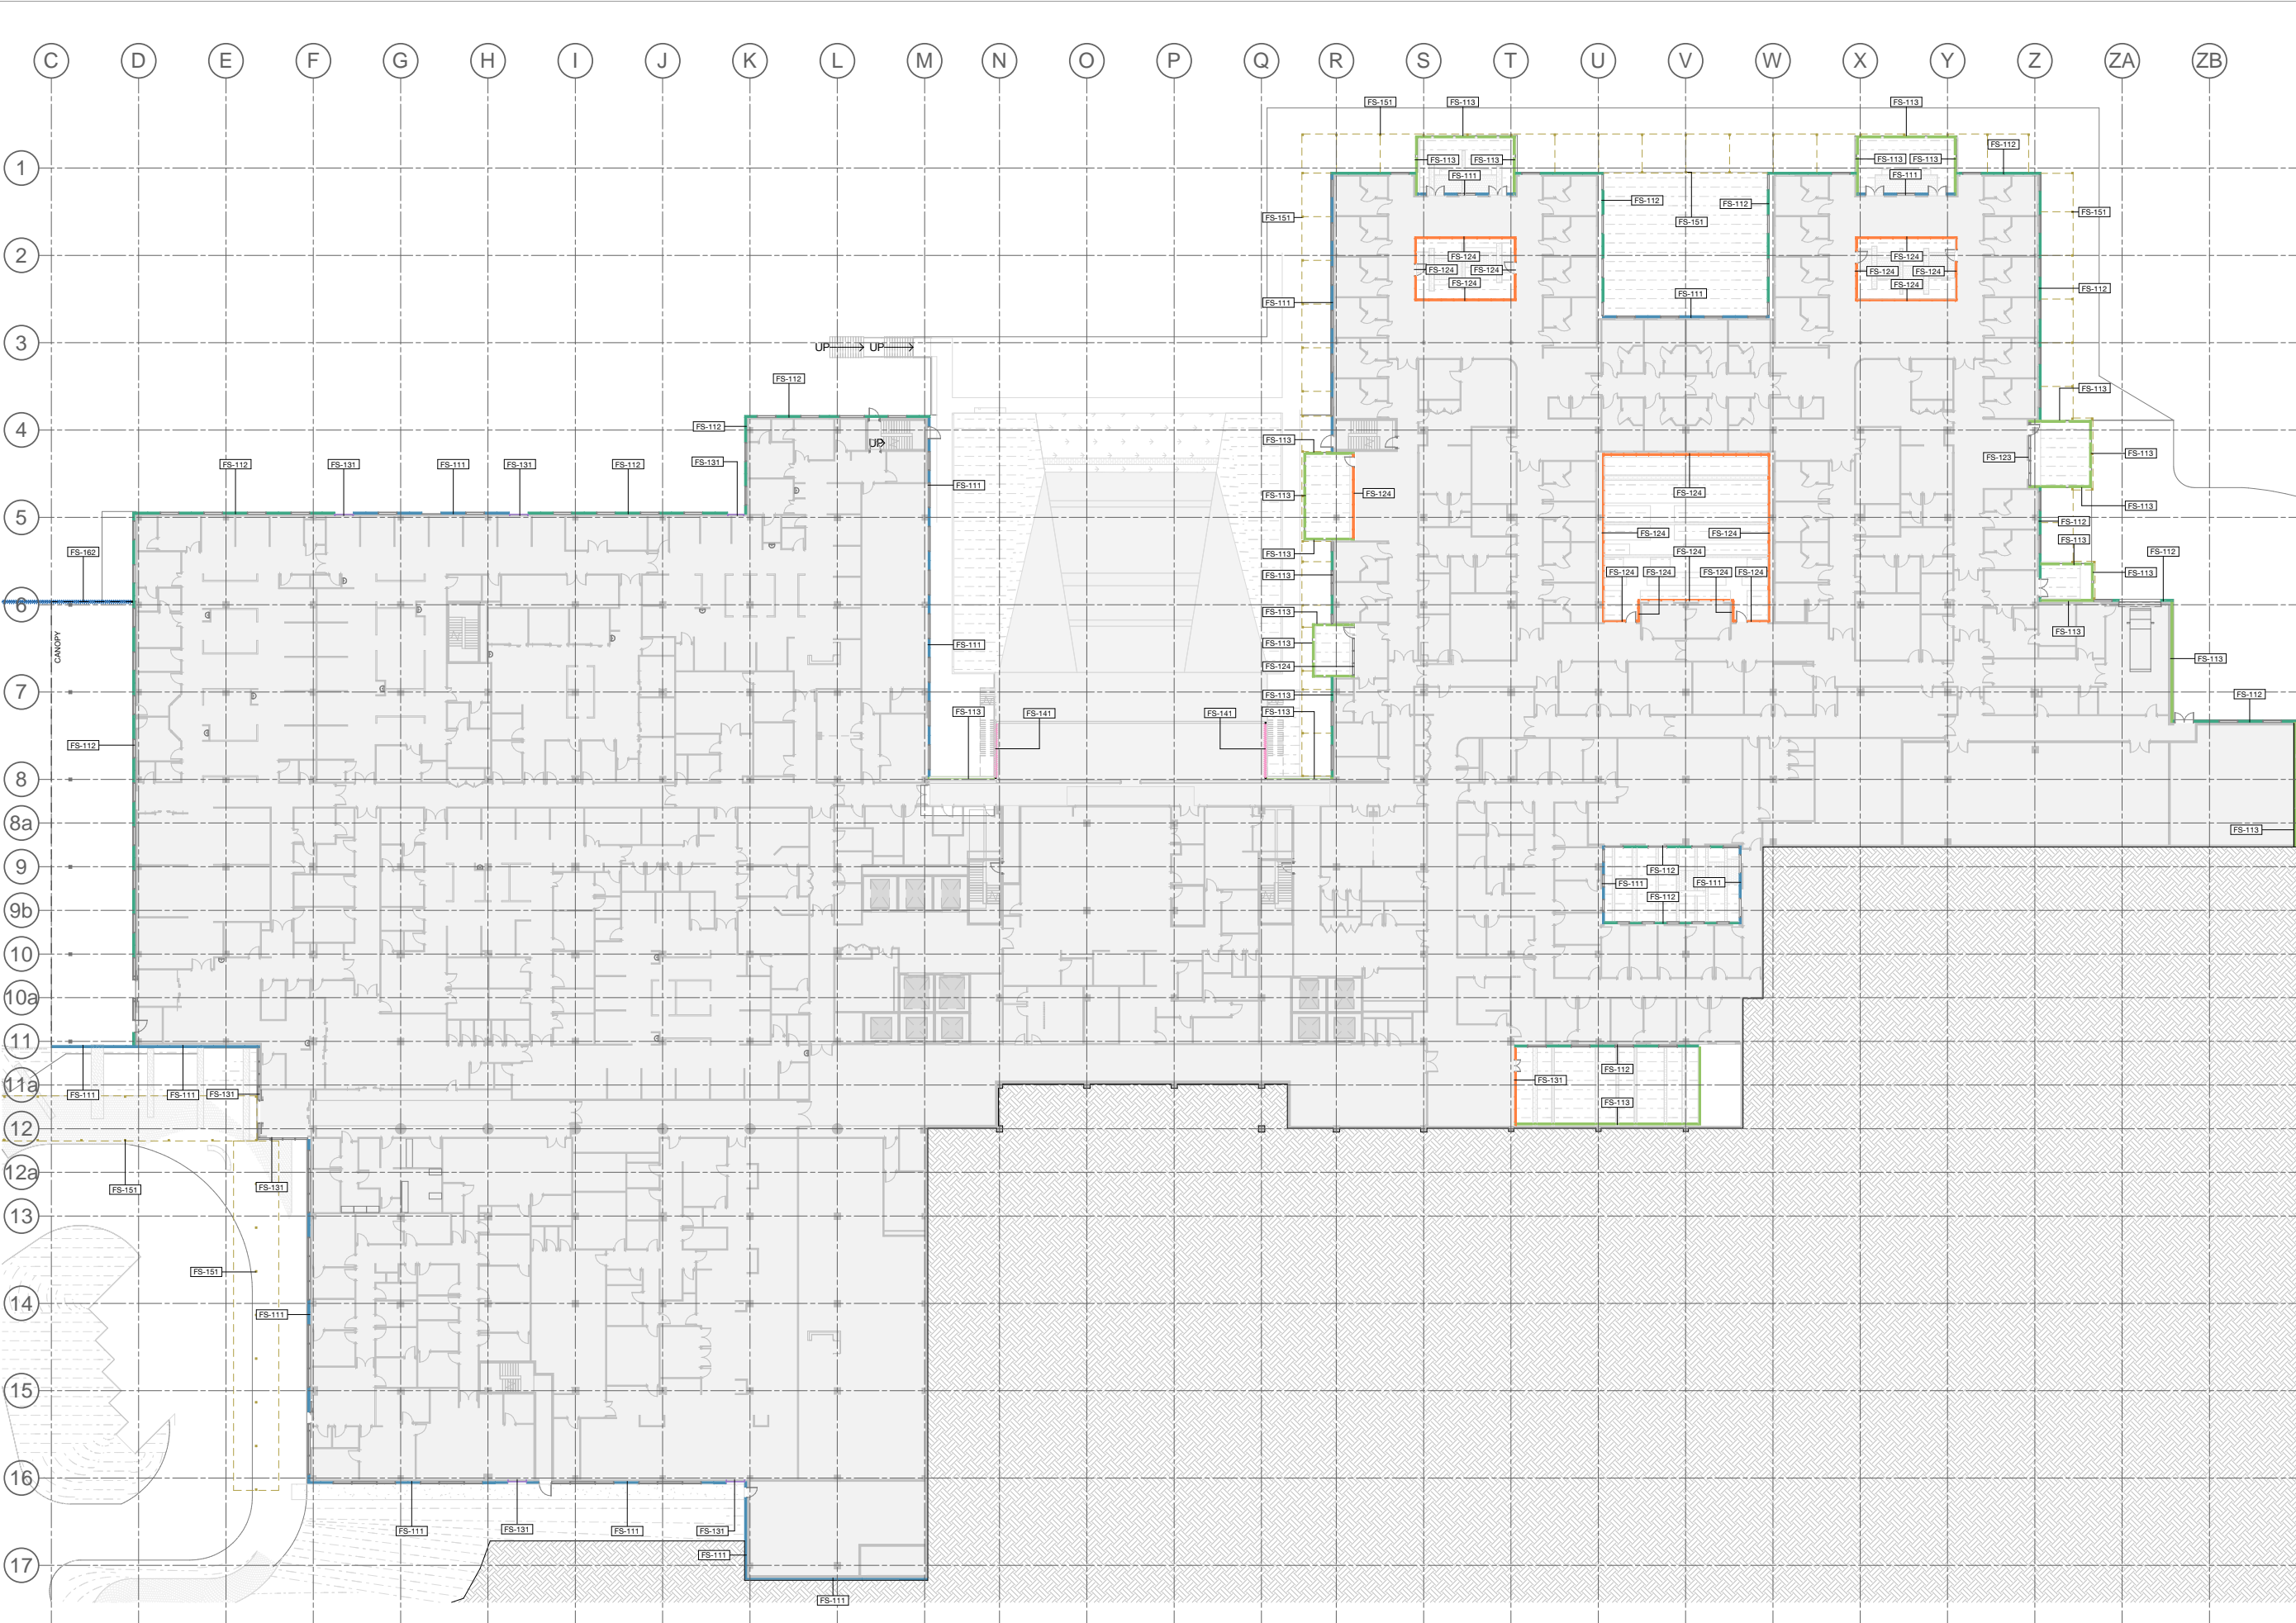 C D E F G H I J K L M N O P Q R S T U V W X Y Z ZA ZB
FS-151 FS-113 FS-113
FS-112
1
FS-113 FS-113 FS-113 FS-113
FS-111 FS-111
FS-112 FS-112
FS-151 FS-151 FS-151
2
FS-124 FS-124
FS-124 FS-124 FS-124 FS-124
FS-124 FS-124
FS-112
FS-111 FS-111
3
UP UP
FS-112
FS-113
4
FS-112
UP
FS-113
FS-113
FS-123
FS-112 FS-131 FS-111 FS-131 FS-112 FS-131
FS-111
FS-113 FS-124 FS-124
FS-113
5
FS-112
FS-124 FS-124
FS-113
FS-162
FS-113 FS-124 FS-112
FS-113 FS-124 FS-124 FS-124 FS-124 FS-113
6
FS-113
FS-113
CANOPY
FS-111 FS-113
FS-113
FS-124
7
FS-113 FS-112
FS-113 FS-141 FS-141 FS-113
FS-112
8
8a
FS-113
9
FS-112
FS-111 FS-111
FS-112
9b
10
10a
11
FS-112
FS-131
11a
FS-111 FS-111 FS-131
FS-113
12
12a
FS-151 FS-131
13
FS-151
14
FS-111
15
16
FS-111 FS-131 FS-111 FS-131
FS-111
17
FS-111